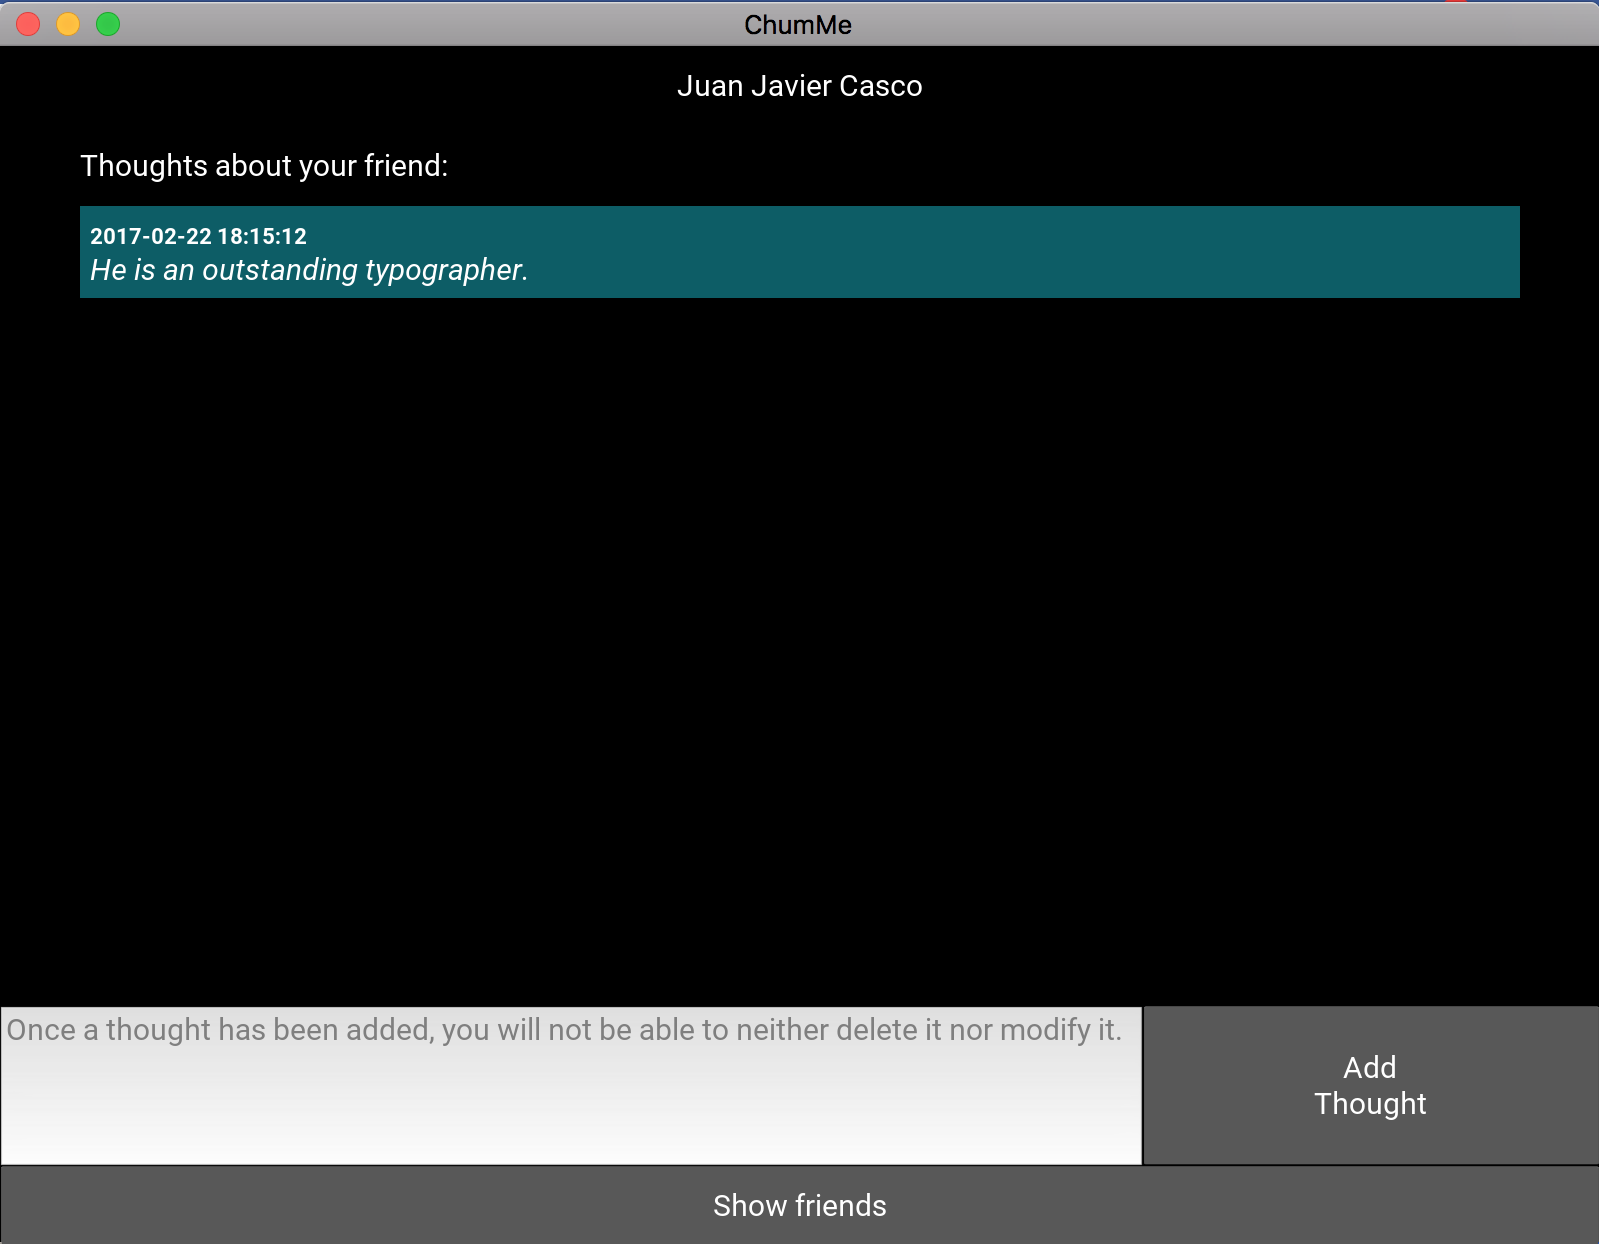 ChumMe
Juan Javier Casco
Thoughts about your friend:
2017-02-22 18:15:12
He is an outstanding typographer.
Once a thought has been added, you will not be able to neither delete it nor modify it.
Add
Thought
Show friends